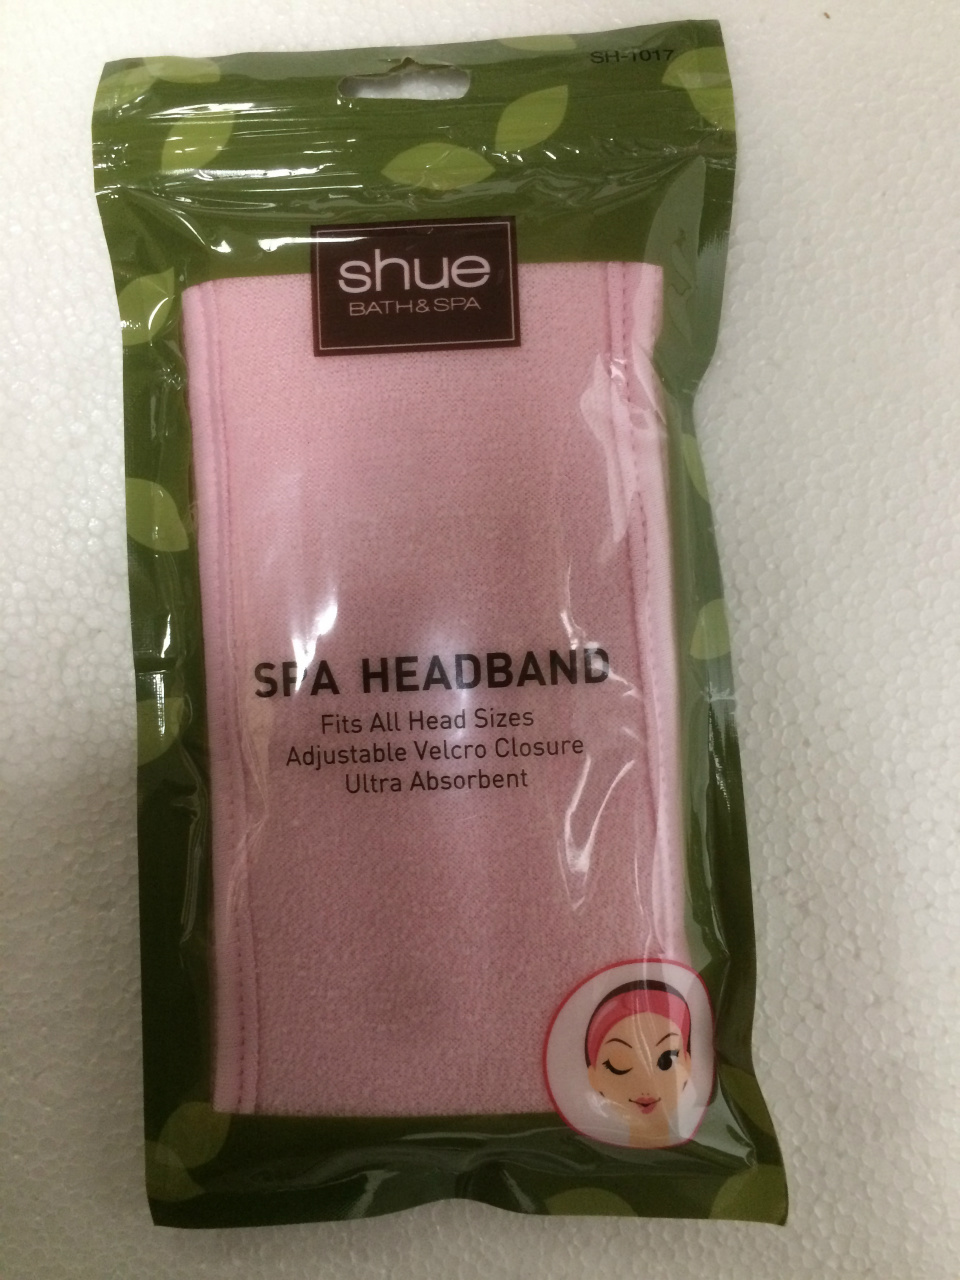 SH-1017
shue
BATH & SPA
SPA HEADBAND
Fits All Head Sizes
Adjustable Velcro Closure
Ultra Absorbent